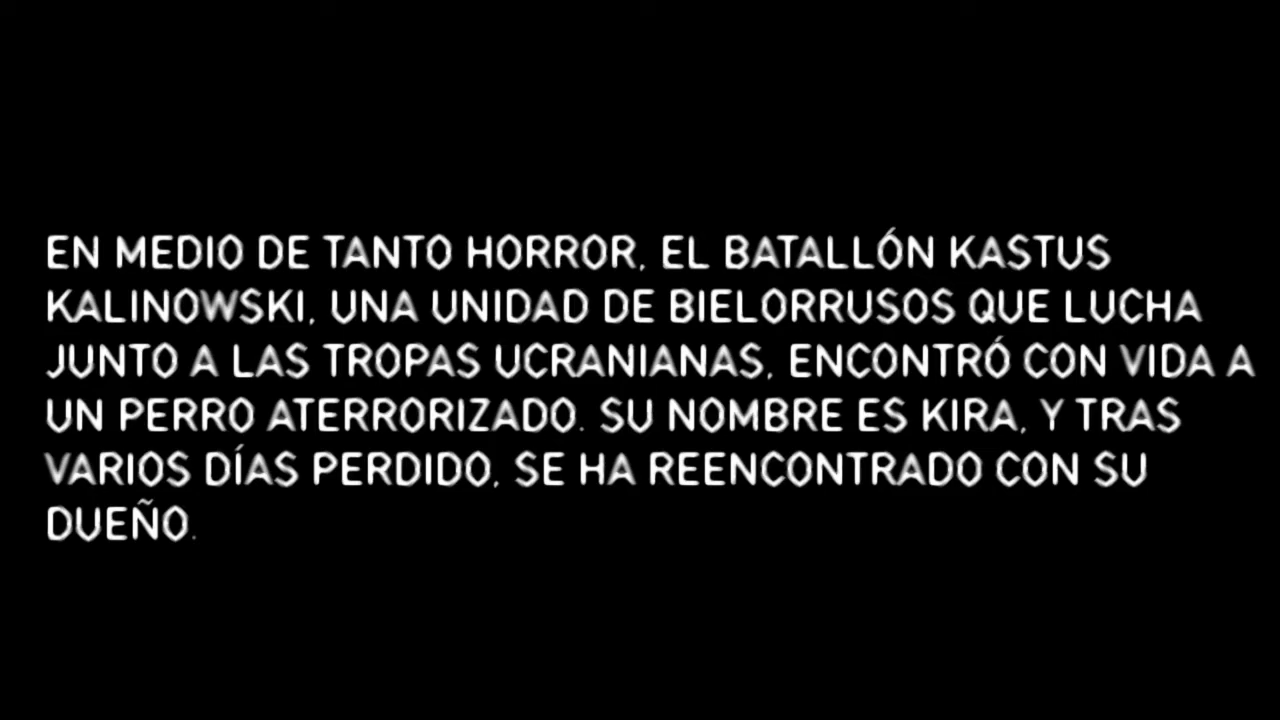 EN MEDIO DE TANTO HORROR, EL BATALLÓN KASTUS
KALINOWSKI, UNA UNIDAD DE BIELORRUSOS QUE LUCHA
JUNTO A LAS TROPAS UCRANIANAS, ENCONTRÓ CON VIDA A
UN PERRO ATERRORIZADO. SU NOMBRE ES KIRA, Y TRAS
VARIOS DÍAS PERDIDO, SE HA REENCONTRADO CON SU
DUEÑO.